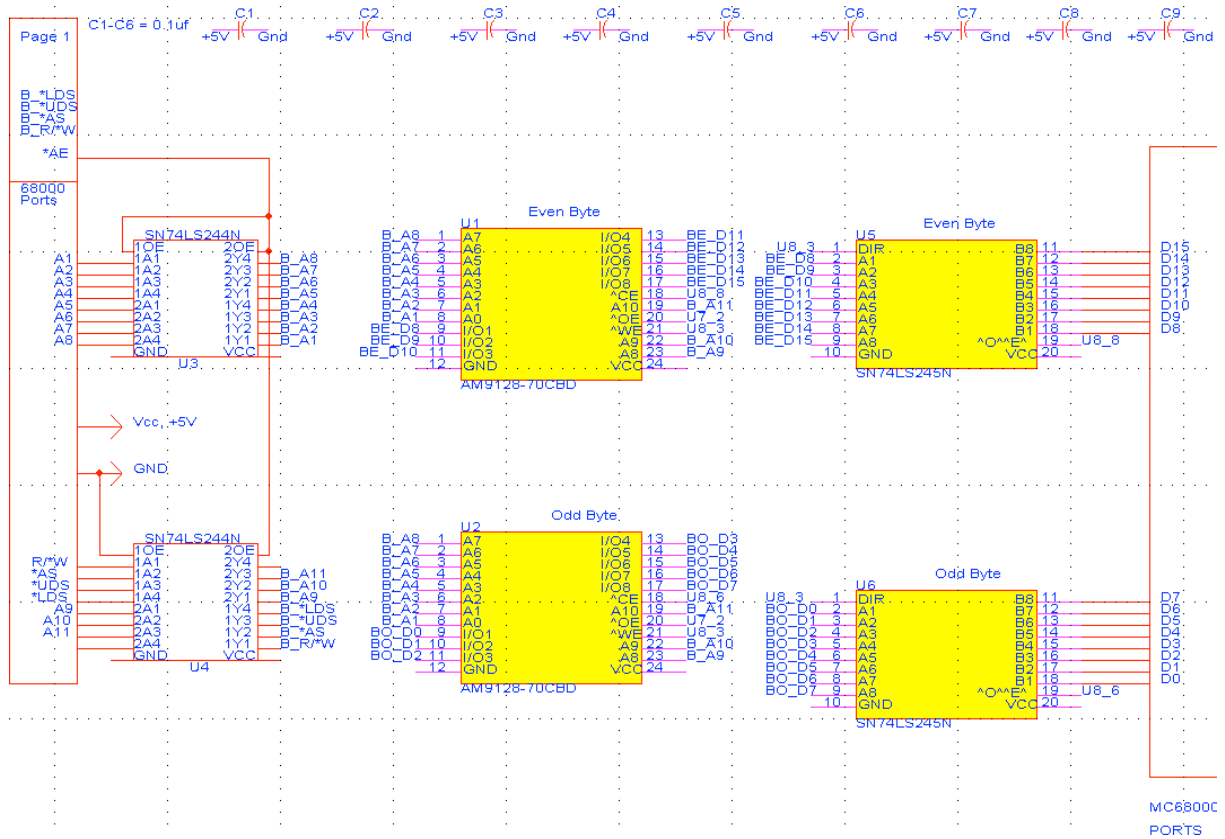 C1 C2 C3 C4 C5 C6 C7 C8 C9
C1-C6 = 0.1uf
+5V Gnd +5V Gnd +5V Gnd +5V Gnd +5V Gnd +5V Gnd +5V Gnd +5V Gnd +5V Gnd
Page 1
B_*LDS
B_*UDS
B_*AS
B_R/*W
*AE
68000
Ports
SN74LS244N
1OE 2OE
A1 1A1 2Y4 B_A8
A2 1A2 2Y3 B_A7
A3 1A3 2Y2 B_A6
A4 1A4 2Y1 B_A5
A5 2A1 1Y4 B_A4
A6 2A2 1Y3 B_A3
A7 2A3 1Y2 B_A2
A8 2A4 1Y1 B_A1
GND VCC
U3
Vcc, +5V
GND
SN74LS244N
1OE 2OE
R/*W 1A1 2Y4
*AS 1A2 2Y3 B_A11
*UDS 1A3 2Y2 B_A10
*LDS 1A4 2Y1 B_A9
A9 2A1 1Y4 B_*LDS
A10 2A2 1Y3 B_*UDS
A11 2A3 1Y2 B_*AS
2A4 1Y1 B_R/*W
GND VCC
U4
Even Byte
U1
B_A8 1 A7 I/O4 13 BE_D11
B_A7 2 A6 I/O5 14 BE_D12
B_A6 3 A5 I/O6 15 BE_D13
B_A5 4 A4 I/O7 16 BE_D14
B_A4 5 A3 I/O8 17 BE_D15
B_A3 6 A2 ^CE 18 U8_8
B_A2 7 A1 A10 19 B_A11
B_A1 8 A0 ^OE 20 U7_2
BE_D8 9 I/O1 ^WE 21 U8_3
BE_D9 10 I/O2 A9 22 B_A10
BE_D10 11 I/O3 A8 23 B_A9
12 GND VCC 24
AM9128-70CBD
Odd Byte
U2
B_A8 1 A7 I/O4 13 BO_D3
B_A7 2 A6 I/O5 14 BO_D4
B_A6 3 A5 I/O6 15 BO_D5
B_A5 4 A4 I/O7 16 BO_D6
B_A4 5 A3 I/O8 17 BO_D7
B_A3 6 A2 ^CE 18 U8_6
B_A2 7 A1 A10 19 B_A11
B_A1 8 A0 ^OE 20 U7_2
BO_D0 9 I/O1 ^WE 21 U8_3
BO_D1 10 I/O2 A9 22 B_A10
BO_D2 11 I/O3 A8 23 B_A9
12 GND VCC 24
AM9128-70CBD
Even Byte
U5
U8_3 1 DIR B8 11 D15
BE_D8 2 A1 B7 12 D14
BE_D9 3 A2 B6 13 D13
BE_D10 4 A3 B5 14 D12
BE_D11 5 A4 B4 15 D11
BE_D12 6 A5 B3 16 D10
BE_D13 7 A6 B2 17 D9
BE_D14 8 A7 B1 18 D8
BE_D15 9 A8 ^O^^E^ 19 U8_8
10 GND VCC 20
SN74LS245N
Odd Byte
U6
U8_3 1 DIR B8 11 D7
BO_D0 2 A1 B7 12 D6
BO_D1 3 A2 B6 13 D5
BO_D2 4 A3 B5 14 D4
BO_D3 5 A4 B4 15 D3
BO_D4 6 A5 B3 16 D2
BO_D5 7 A6 B2 17 D1
BO_D6 8 A7 B1 18 D0
BO_D7 9 A8 ^O^^E^ 19 U8_6
10 GND VCC 20
SN74LS245N
MC68000
PORTS